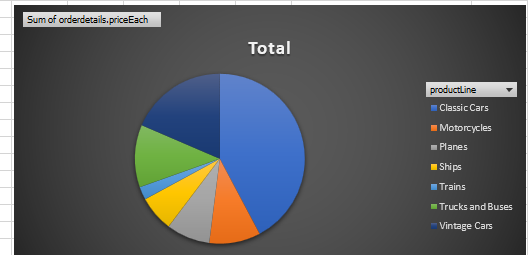 Sum of orderdetails.priceEach
Total
productLine
Classic Cars
Motorcycles
Planes
Ships
Trains
Trucks and Buses
Vintage Cars